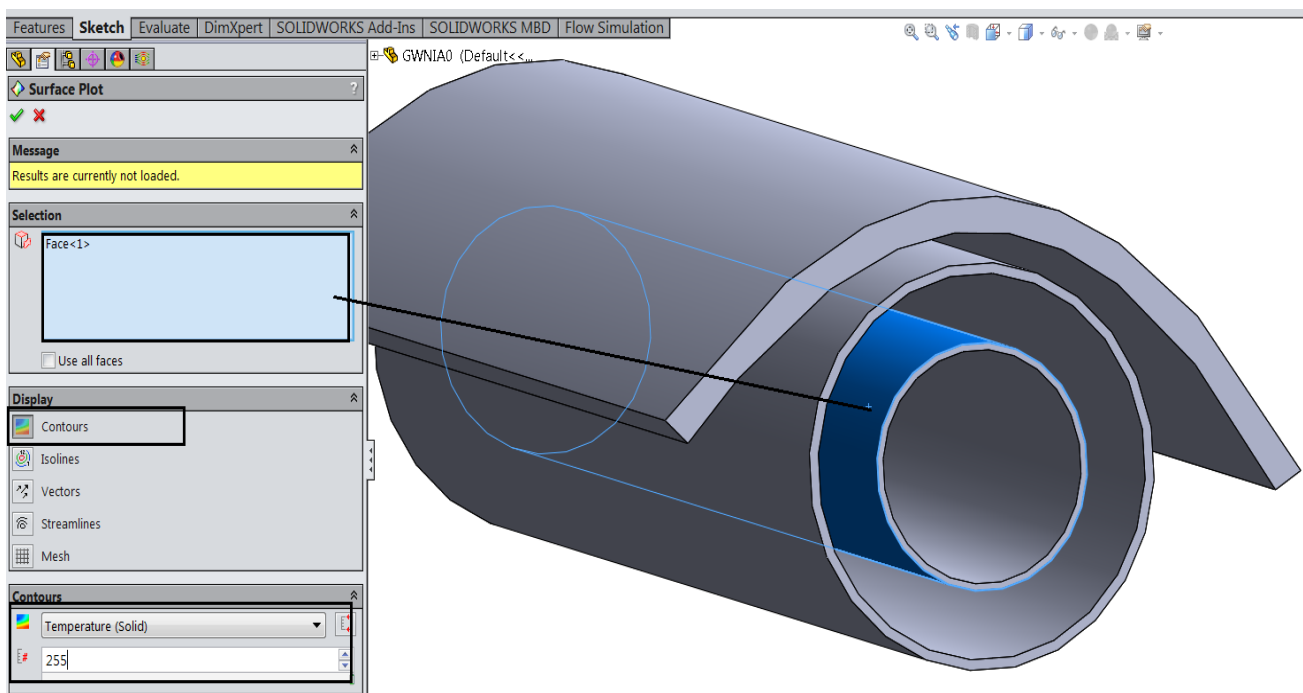 Features Sketch Evaluate DimXpert SOLIDWORKS Add-Ins SOLIDWORKS MBD Flow Simulation
GWNIA0 (Default<<...
Surface Plot ?
Message
Results are currently not loaded.
Selection
Face<1>
Use all faces
Display
Contours
Isolines
Vectors
Streamlines
Mesh
Contours
Temperature (Solid)
255